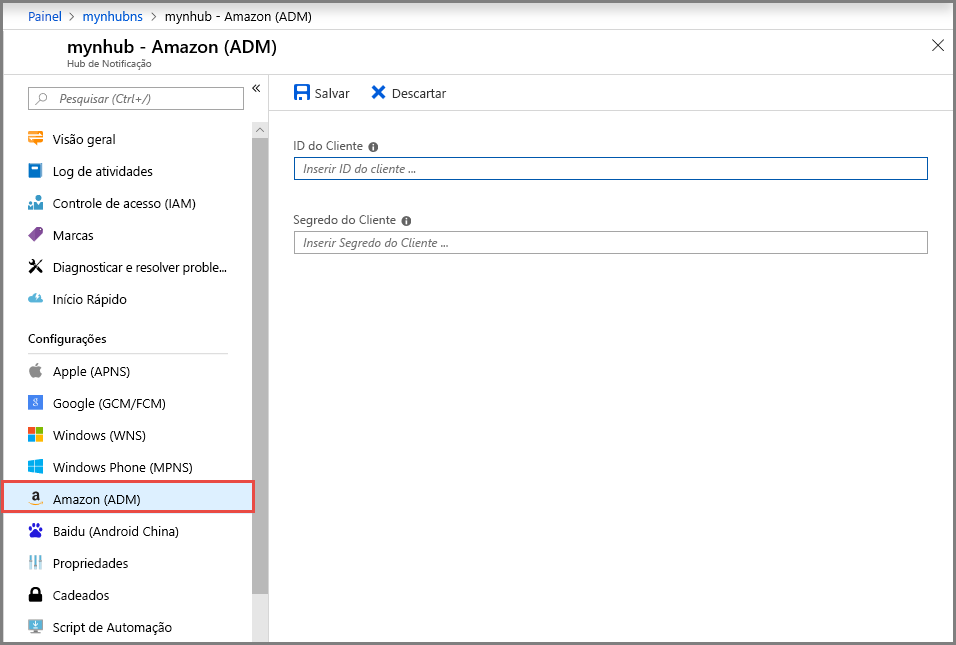 Painel > mynhubns > mynhub - Amazon (ADM)
mynhub - Amazon (ADM)
Hub de Notificação
Pesquisar (Ctrl+/)
«
Visão geral
Log de atividades
Controle de acesso (IAM)
Marcas
Diagnosticar e resolver proble...
Início Rápido
Configurações
Apple (APNS)
Google (GCM/FCM)
Windows (WNS)
Windows Phone (MPNS)
Amazon (ADM)
Baidu (Android China)
Propriedades
Cadeados
Script de Automação
Salvar
Descartar
ID do Cliente
Inserir ID do cliente ...
Segredo do Cliente
Inserir Segredo do Cliente ...